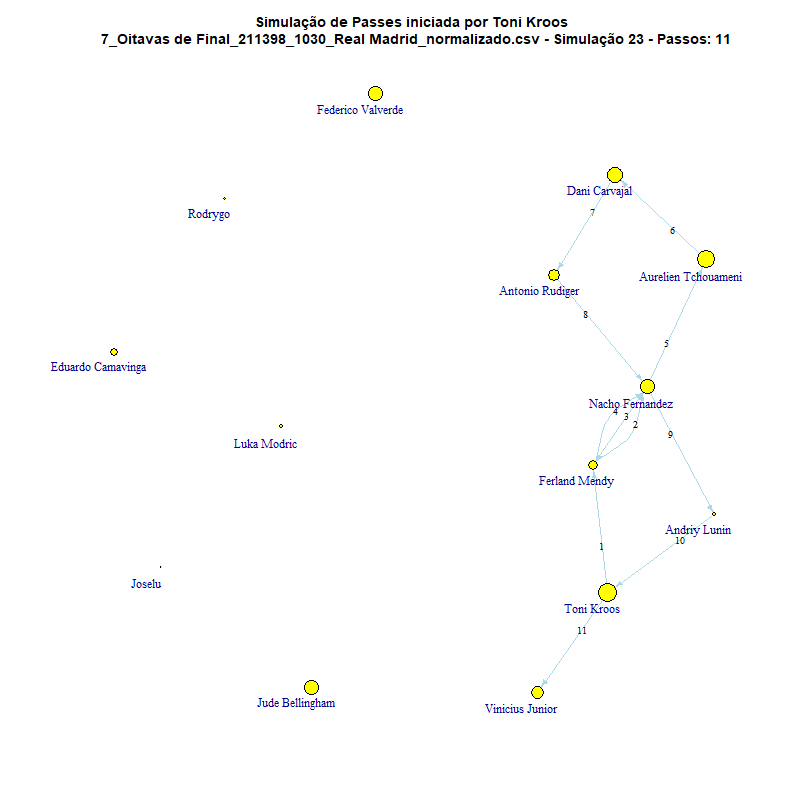 Simulação de Passes iniciada por Toni Kroos
7_Oitavas de Final_211398_1030_Real Madrid_normalizado.csv - Simulação 23 - Passos: 11
Federico Valverde
Dani Carvajal
Rodrygo
7
6
Aurelien Tchouameni
Antonio Rudiger
8
5
Eduardo Camavinga
Nacho Fernandez
4
3
2
9
Luka Modric
Ferland Mendy
Andriy Lunin
10
1
Joselu
Toni Kroos
11
Jude Bellingham
Vinicius Junior